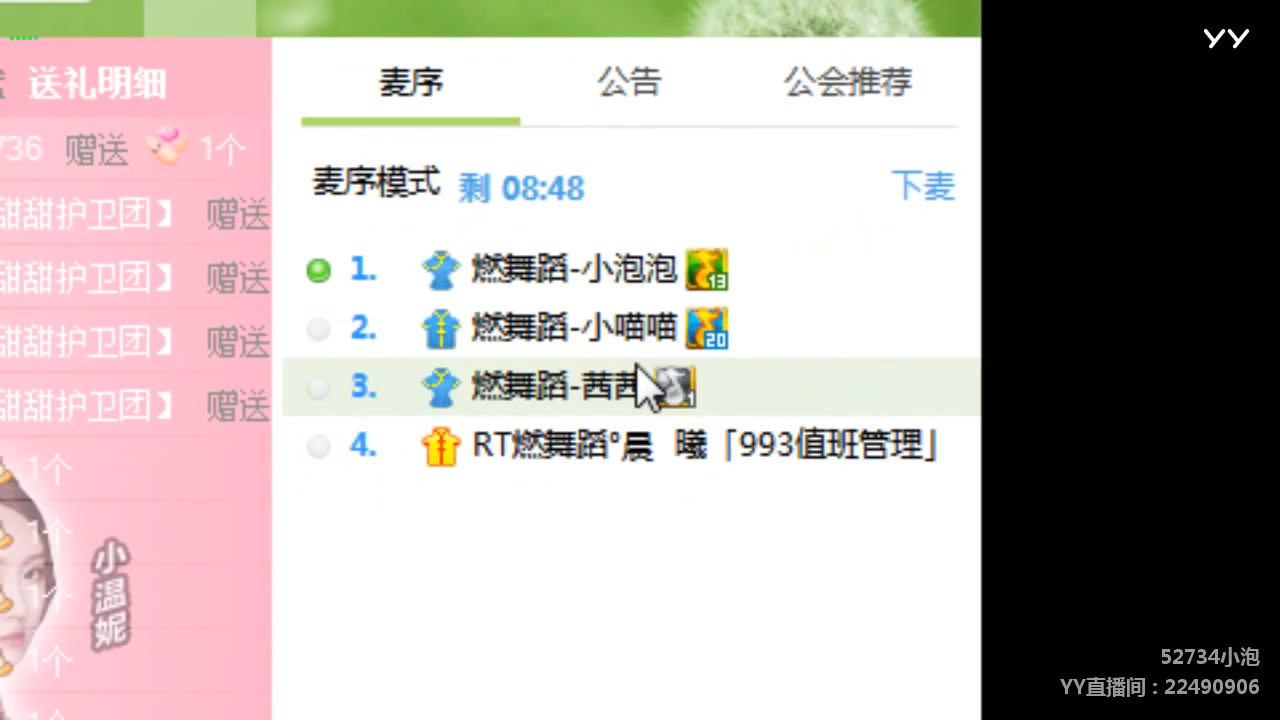 YY
送礼明细
麦序 公告 公会推荐
736 赠送 1个
麦序模式 剩 08:48 下麦
甜甜护卫团】 赠送
1. 燃舞蹈-小泡泡 13
甜甜护卫团】 赠送
2. 燃舞蹈-小喵喵 20
甜甜护卫团】 赠送
3. 燃舞蹈-茜茜 1
甜甜护卫团】 赠送
4. RT燃舞蹈°晨 曦「993值班管理」
1个
1个
小温妮
1个
1个
1个
52734小泡
YY直播间：22490906